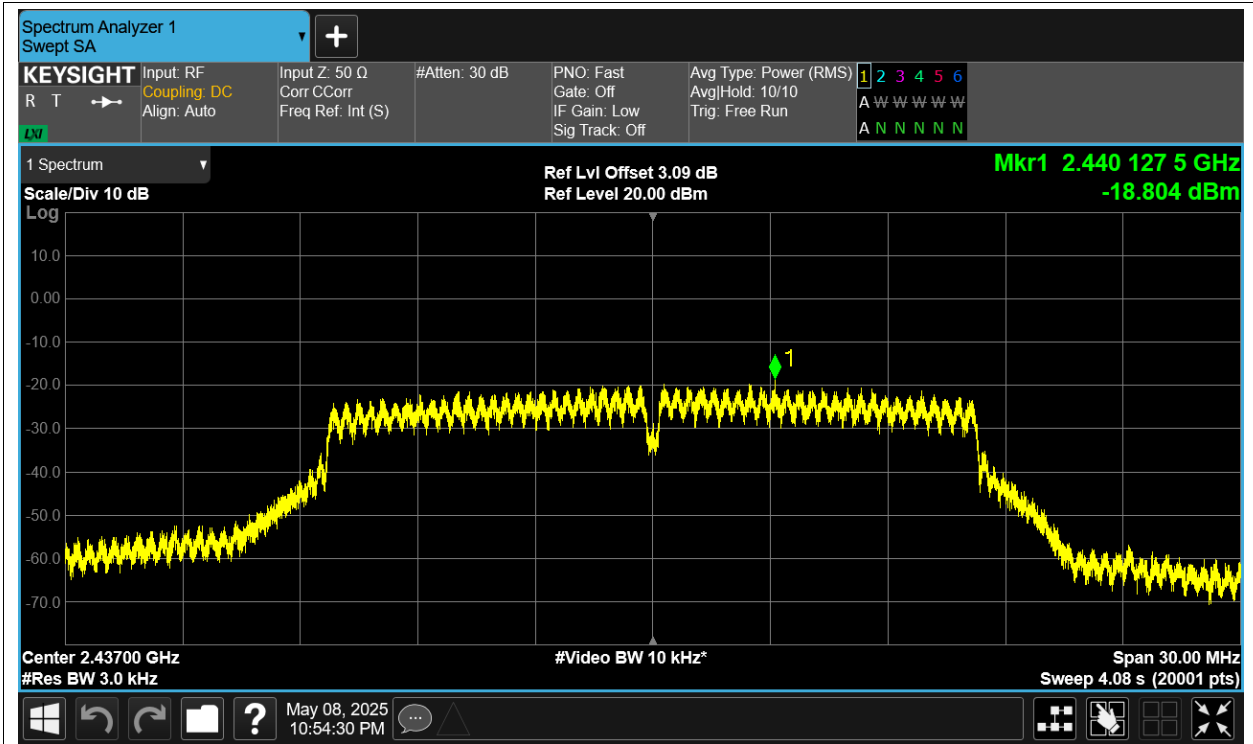 Spectrum Analyzer 1
Swept SA
KEYSIGHT
R T
LXI
Input: RF
Coupling: DC
Align: Auto
Input Z: 50 Ω
Corr CCorr
Freq Ref: Int (S)
#Atten: 30 dB
PNO: Fast
Gate: Off
IF Gain: Low
Sig Track: Off
Avg Type: Power (RMS)
Avg|Hold: 10/10
Trig: Free Run
1 2 3 4 5 6
A W W W W W
A N N N N N
1 Spectrum
Scale/Div 10 dB
Log
Ref Lvl Offset 3.09 dB
Ref Level 20.00 dBm
Mkr1 2.440 127 5 GHz
-18.804 dBm
10.0
0.00
-10.0
1
-20.0
-30.0
-40.0
-50.0
-60.0
-70.0
Center 2.43700 GHz
#Res BW 3.0 kHz
#Video BW 10 kHz*
Span 30.00 MHz
Sweep 4.08 s (20001 pts)
?
May 08, 2025
10:54:30 PM